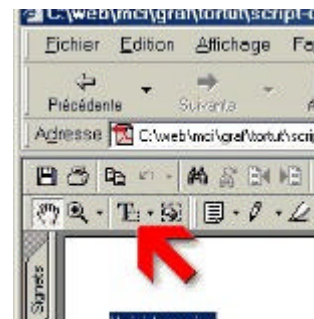 C:\web\mci\graf\tortut\script-t
Fichier Edition Affichage Fa
Précédente Suivante
Adresse C:\web\mci\graf\tortut\scrip
T
Signets